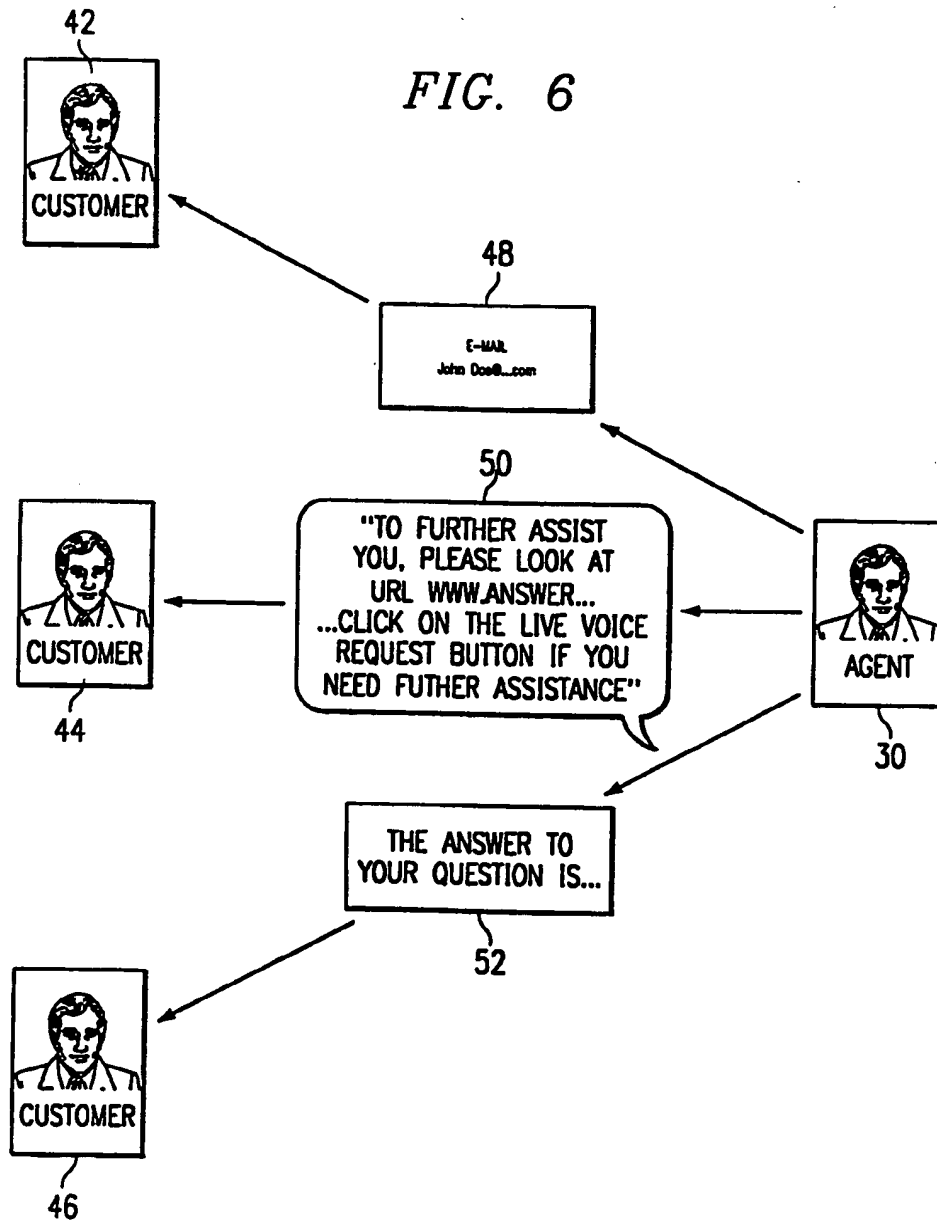 42
FIG. 6
CUSTOMER
48
E-MAIL
John Doe@...com
50
"TO FURTHER ASSIST
YOU, PLEASE LOOK AT
URL WWW.ANSWER...
...CLICK ON THE LIVE VOICE
REQUEST BUTTON IF YOU
NEED FUTHER ASSISTANCE"
CUSTOMER
44
AGENT
30
THE ANSWER TO
YOUR QUESTION IS...
52
CUSTOMER
46